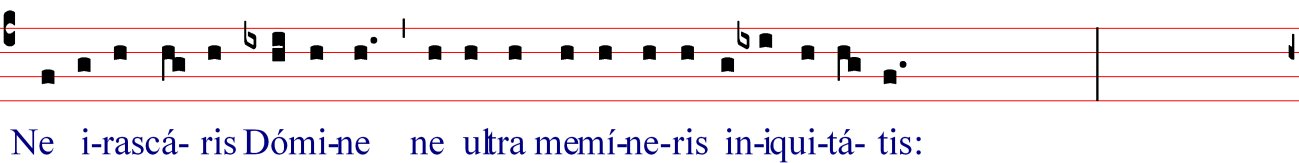 Ne i-rascá- ris Dómi-ne ne ultra memí-ne-ris in-iqui-tá- tis: